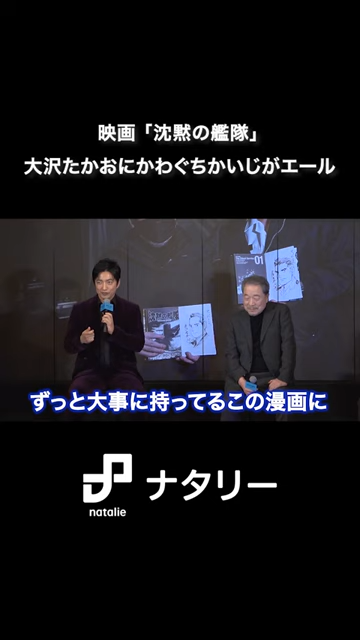 映画「沈黙の艦隊」
大沢たかおにかわぐちかいじがエール
01
ずっと大事に持ってるこの漫画に
natalie
ナタリー